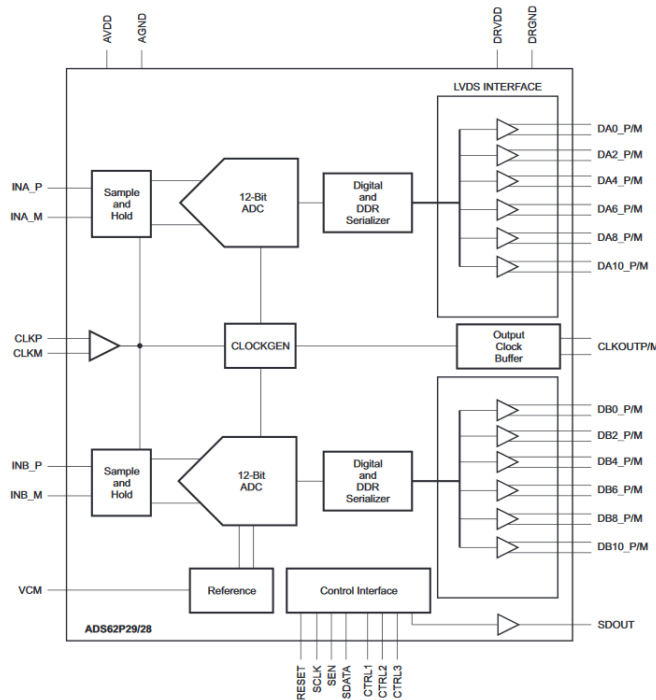 AVDD
AGND
DRVDD
DRGND
LVDS INTERFACE
INA_P
INA_M
Sample
and
Hold
12-Bit
ADC
Digital
and
DDR
Serializer
DA0_P/M
DA2_P/M
DA4_P/M
DA6_P/M
DA8_P/M
DA10_P/M
CLKP
CLKM
CLOCKGEN
Output
Clock
Buffer
CLKOUTP/M
INB_P
INB_M
Sample
and
Hold
12-Bit
ADC
Digital
and
DDR
Serializer
DB0_P/M
DB2_P/M
DB4_P/M
DB6_P/M
DB8_P/M
DB10_P/M
VCM
Reference
Control Interface
SDOUT
ADS62P29/28
RESET
SCLK
SEN
SDATA
CTRL1
CTRL2
CTRL3